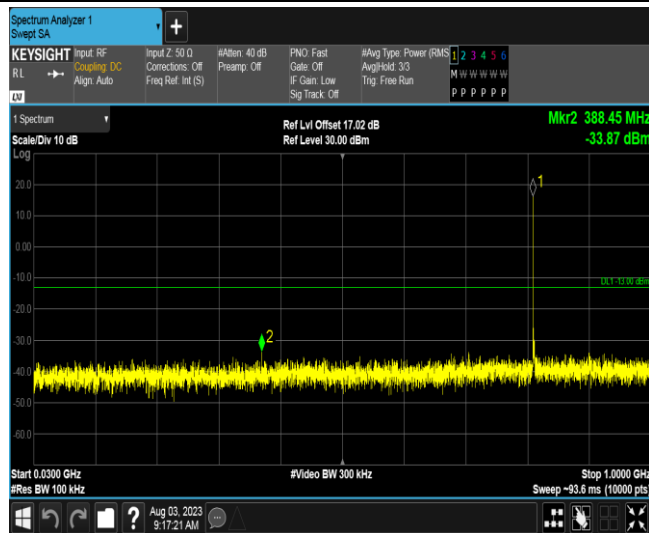 Spectrum Analyzer 1
Swept SA
+
KEYSIGHT
RL
LXI
Input: RF
Coupling: DC
Align: Auto
Input Z: 50 Ω
Corrections: Off
Freq Ref: Int (S)
#Atten: 40 dB
Preamp: Off
PNO: Fast
Gate: Off
IF Gain: Low
Sig Track: Off
#Avg Type: Power (RMS
Avg|Hold: 3/3
Trig: Free Run
1 2 3 4 5 6
M W W W W W
P P P P P P
1 Spectrum
Scale/Div 10 dB
Log
Ref Lvl Offset 17.02 dB
Ref Level 30.00 dBm
Mkr2 388.45 MHz
-33.87 dBm
20.0
10.0
0.00
-10.0
-20.0
-30.0
-40.0
-50.0
-60.0
1
DL1 -13.00 dBm
2
Start 0.0300 GHz
#Res BW 100 kHz
#Video BW 300 kHz
Stop 1.0000 GHz
Sweep ~93.6 ms (10000 pts)
?
Aug 03, 2023
9:17:21 AM